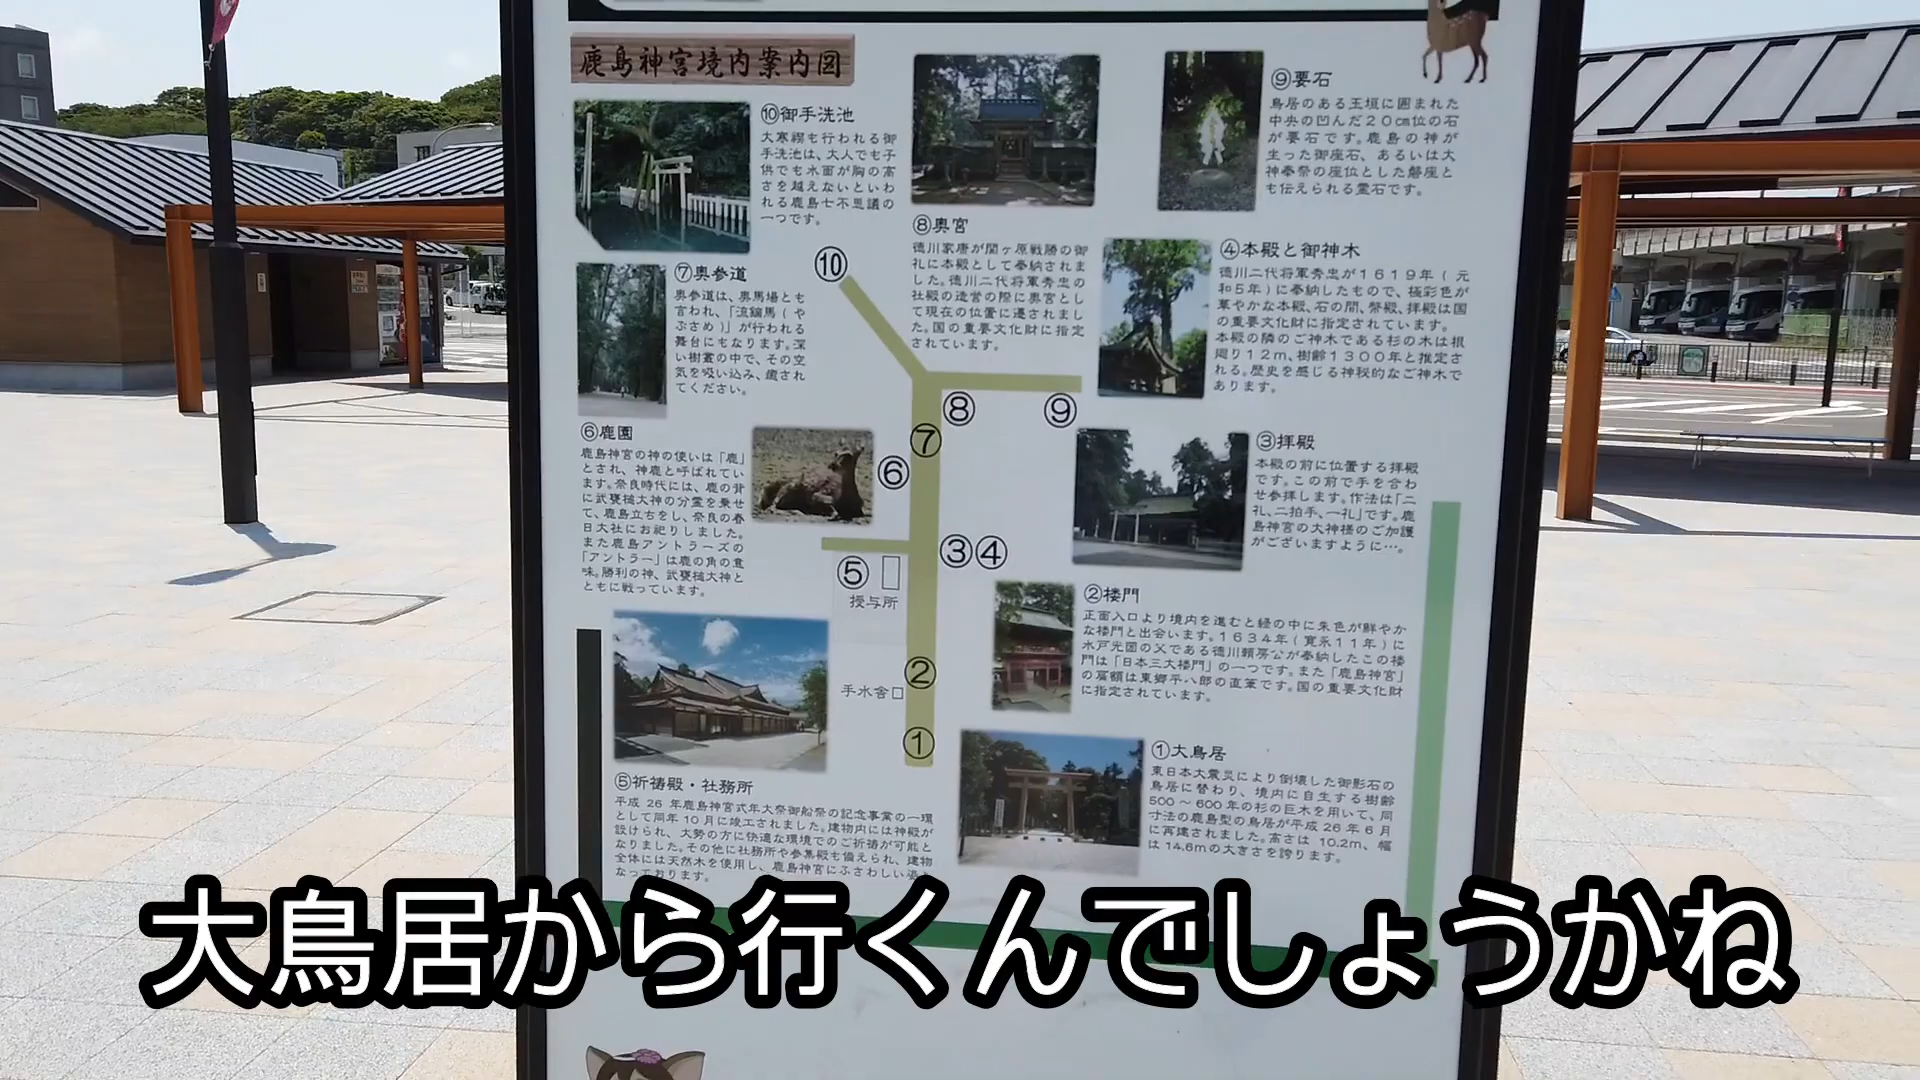 鹿島神宮境内案内図
⑩御手洗池
大寒禊も行われる御
手洗池は、大人でも子
供でも水面が胸の高
さを越えないといわ
れる鹿島七不思議の
一つです。
⑨要石
鳥居のある玉垣に囲まれた
中央の凹んだ20㎝位の石
が要石です。鹿島の神が
生った御座石、あるいは大
神奉祭の座位とした磐座と
も伝えられる霊石です。
⑧奥宮
徳川家康が関ヶ原戦勝の御
礼に本殿として奉納されま
した。徳川二代将軍秀忠の
社殿の造営の際に奥宮とし
て現在の位置に遷されまし
た。国の重要文化財に指定
されています。
⑦奥参道
奥参道は、奥馬場とも
言われ、「流鏑馬(や
ぶさめ)」が行われる
舞台にもなります。深
い樹叢の中で、その空
気を吸い込み、癒され
てください。
④本殿と御神木
徳川二代将軍秀忠が1619年(元
和5年)に奉納したもので、極彩色が
華やかな本殿、石の間、幣殿、拝殿は国
の重要文化財に指定されています。
本殿の隣のご神木である杉の木は根
廻り12m、樹齢1300年と推定さ
れる。歴史を感じる神秘的なご神木で
あります。
⑥鹿園
鹿島神宮の神の使いは「鹿」
とされ、神鹿と呼ばれてい
ます。奈良時代には、鹿の背
に武甕槌大神の分霊を乗せ
て、鹿島立ちをし、奈良の春
日大社にお祀りしました。
また鹿島アントラーズの
「アントラー」は鹿の角の意
味。勝利の神、武甕槌大神と
ともに戦っています。
③拝殿
本殿の前に位置する拝殿
です。この前で手を合わ
せ参拝します。作法は「二
礼、二拍手、一礼」です。鹿
島神宮の大神様のご加護
がございますように…。
⑩
⑧
⑨
⑦
⑥
③④
⑤
授与所
②
手水舎
①
②楼門
正面入口より境内を進むと緑の中に朱色が鮮やか
な楼門と出会います。1634年(寛永11年)に
水戸光圀の父である徳川頼房公が奉納したこの楼
門は「日本三大楼門」の一つです。また「鹿島神宮」
の扁額は東郷平八郎の直筆です。国の重要文化財
に指定されています。
①大鳥居
東日本大震災により倒壊した御影石の
鳥居に替わり、境内に自生する樹齢
500～600年の杉の巨木を用いて、同
寸法の鹿島型の鳥居が平成26年6月
に再建されました。高さは10.2m、幅
は14.6mの大きさを誇ります。
⑤祈祷殿・社務所
平成26年鹿島神宮式年大祭御船祭の記念事業の一環
として同年10月に竣工されました。建物内には神殿が
設けられ、大勢の方に快適な環境でのご祈祷が可能と
なりました。その他に社務所や参集殿も備えられ、建物
全体には天然木を使用し、鹿島神宮にふさわしい姿と
なっております。
大鳥居から行くんでしょうかね